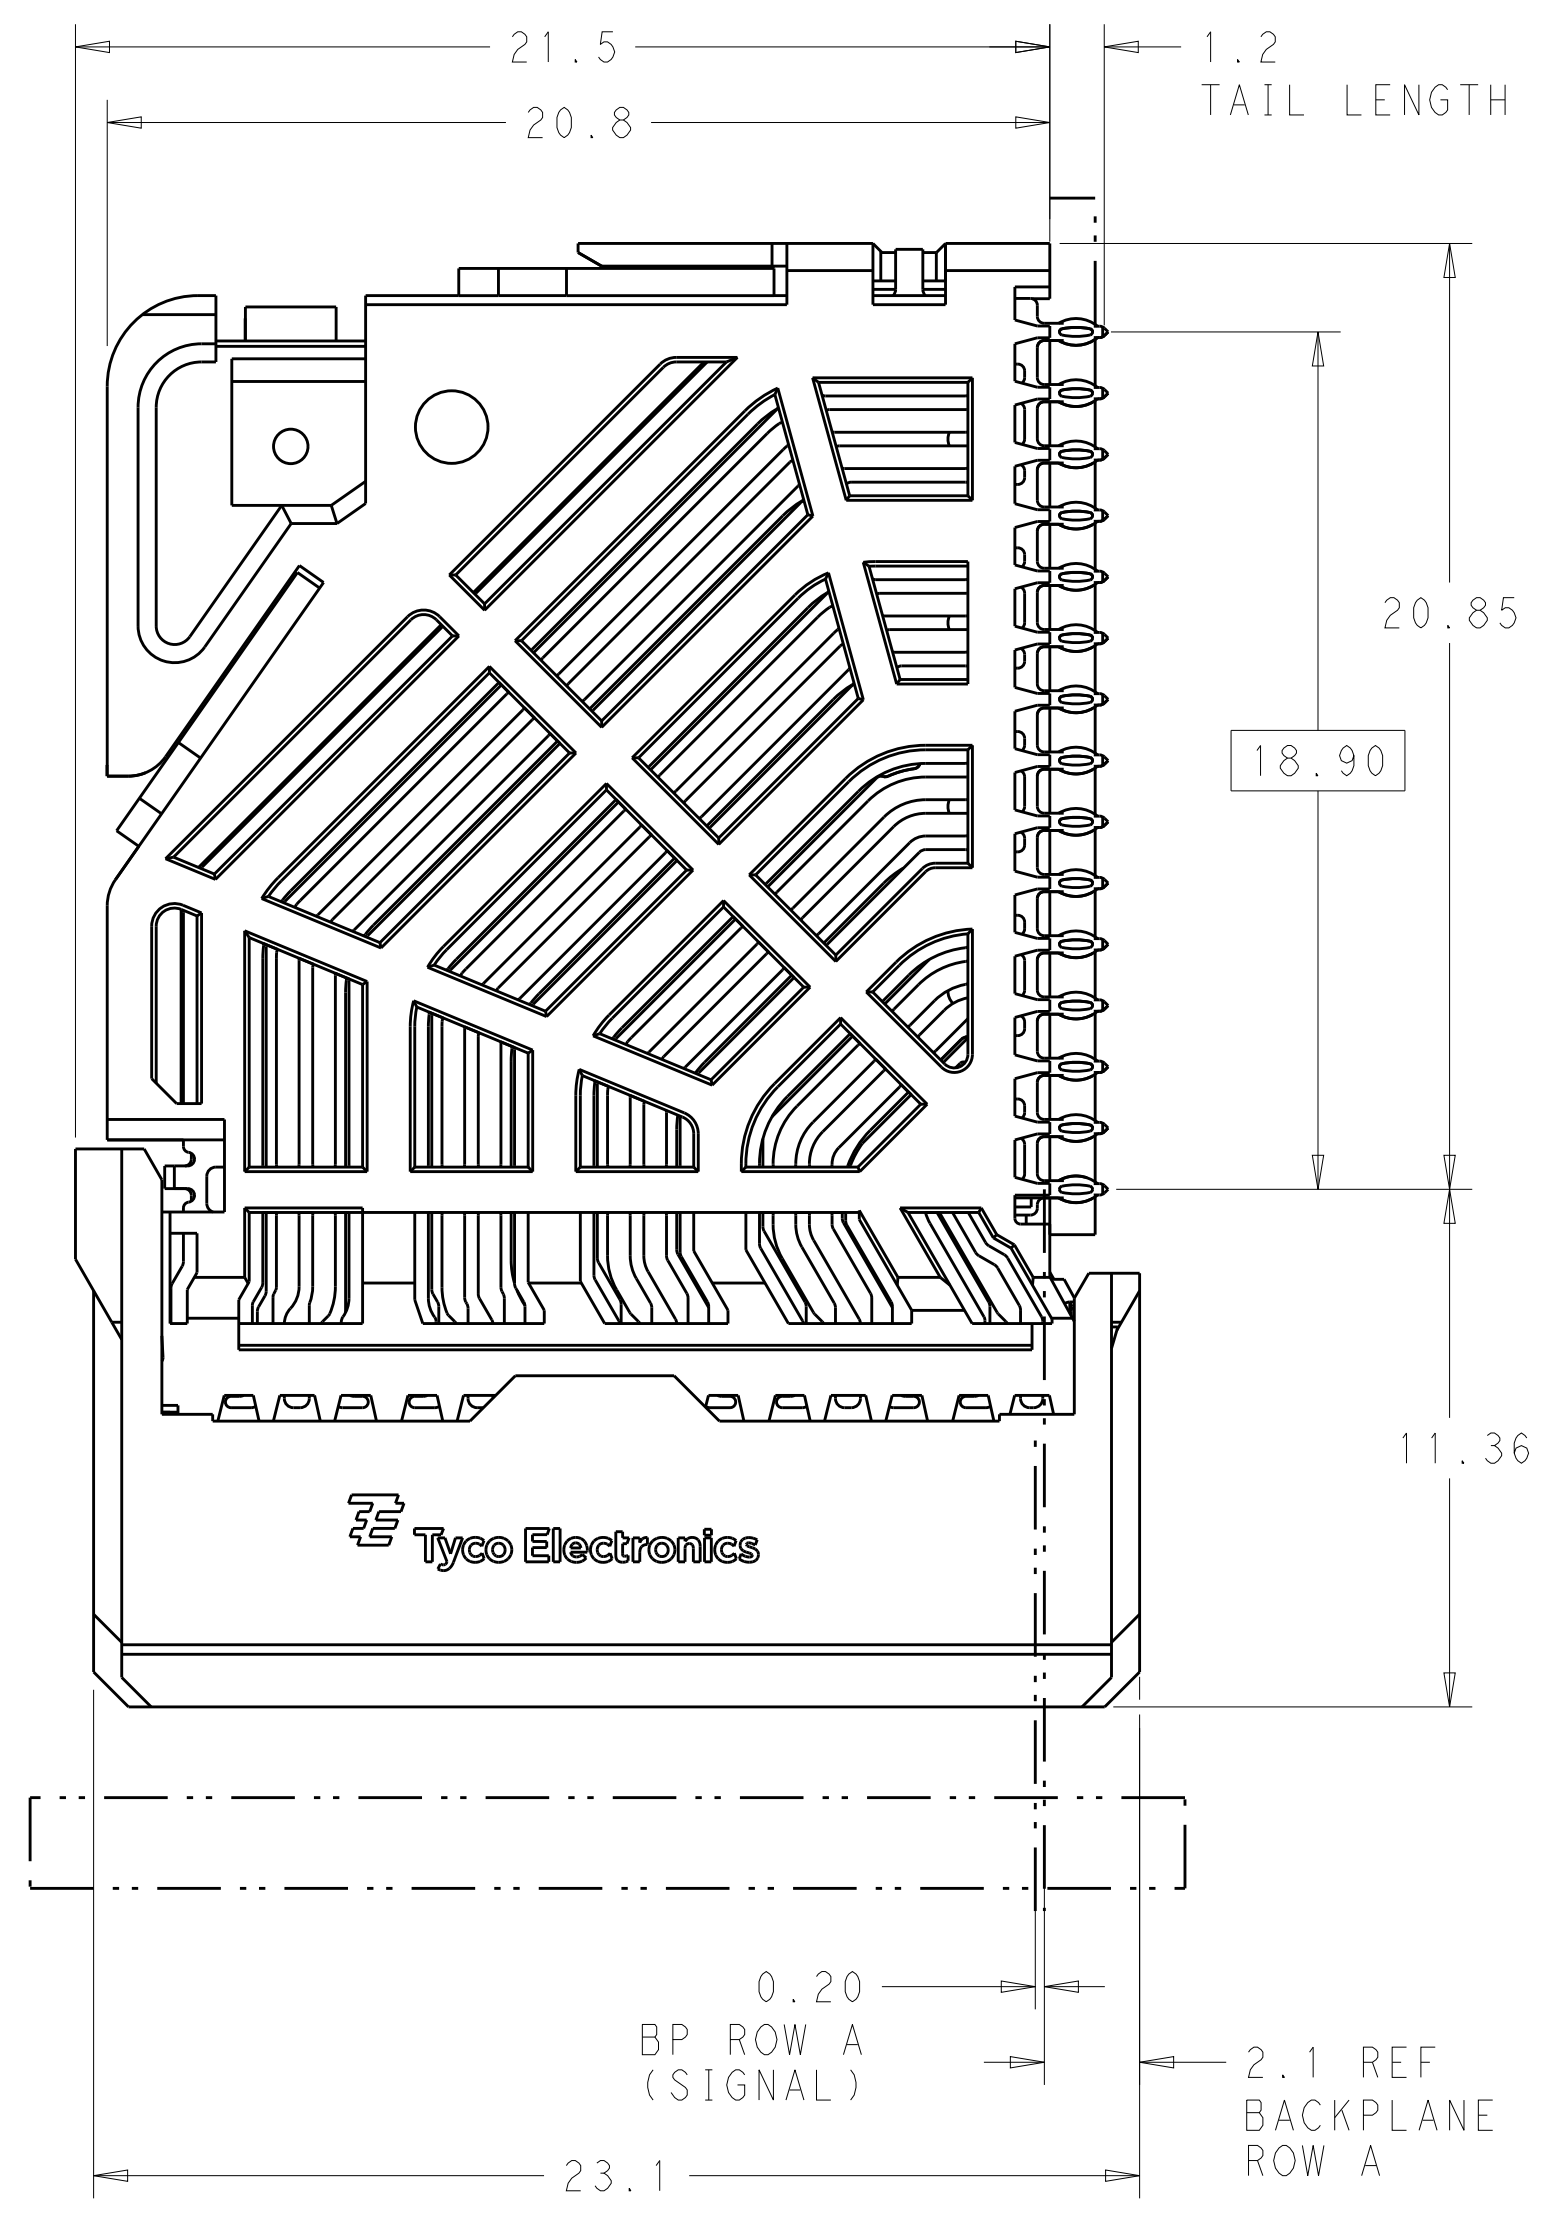 21.5
1.2
TAIL LENGTH
20.8
20.85
18.90
11.36
Tyco Electronics
0.20
BP ROW A
(SIGNAL)
2.1 REF
BACKPLANE
ROW A
23.1